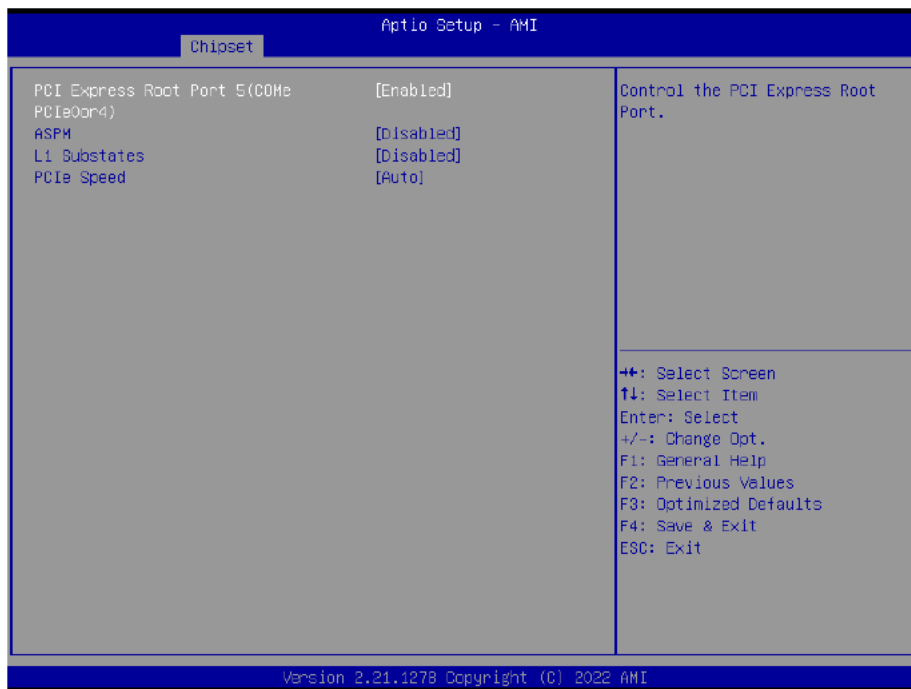 Aptio Setup - AMI
Chipset
PCI Express Root Port 5(COMe [Enabled]
PCIe0or4)
ASPM [Disabled]
L1 Substates [Disabled]
PCIe Speed [Auto]
Control the PCI Express Root
Port.
→←: Select Screen
↑↓: Select Item
Enter: Select
+/-: Change Opt.
F1: General Help
F2: Previous Values
F3: Optimized Defaults
F4: Save & Exit
ESC: Exit
Version 2.21.1278 Copyright (C) 2022 AMI